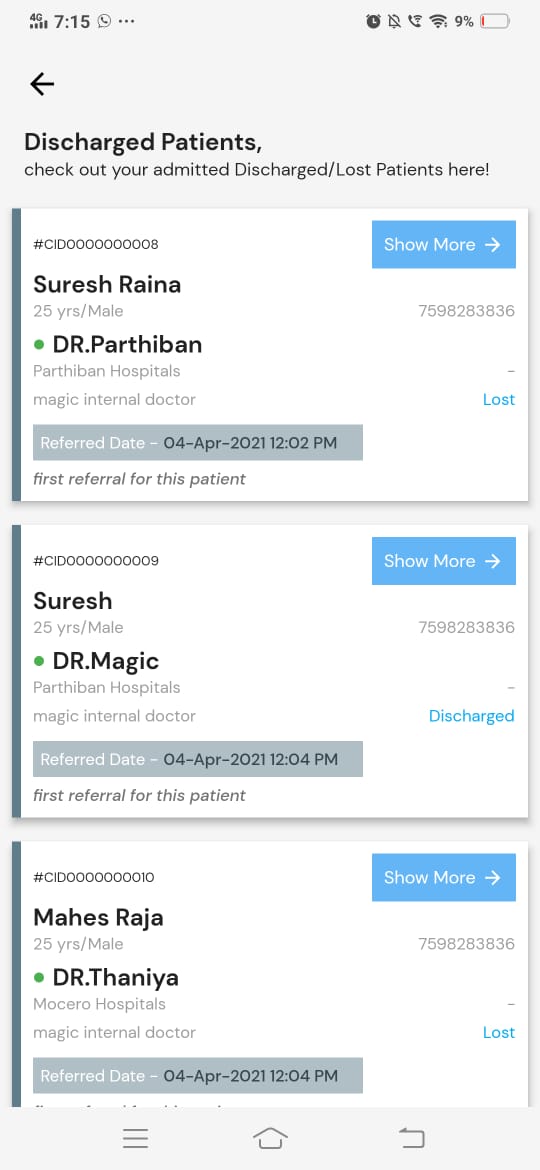 4G 7:15 9%
Discharged Patients,
check out your admitted Discharged/Lost Patients here!
#CID0000000008 Show More →
Suresh Raina
25 yrs/Male 7598283836
DR.Parthiban
Parthiban Hospitals -
magic internal doctor Lost
Referred Date - 04-Apr-2021 12:02 PM
first referral for this patient
#CID0000000009 Show More →
Suresh
25 yrs/Male 7598283836
DR.Magic
Parthiban Hospitals -
magic internal doctor Discharged
Referred Date - 04-Apr-2021 12:04 PM
first referral for this patient
#CID0000000010 Show More →
Mahes Raja
25 yrs/Male 7598283836
DR.Thaniya
Mocero Hospitals -
magic internal doctor Lost
Referred Date - 04-Apr-2021 12:04 PM